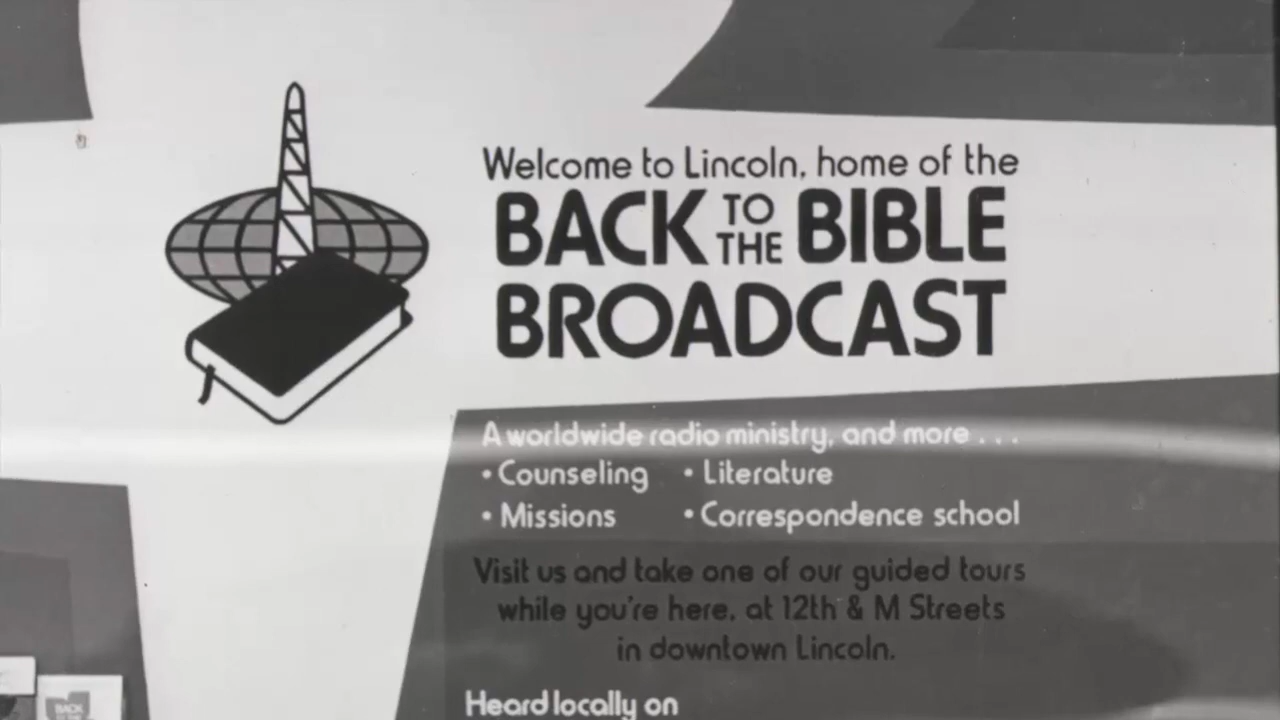 Welcome to Lincoln, home of the
BACK TO THE BIBLE
BROADCAST
A worldwide radio ministry, and more . . .
• Counseling • Literature
• Missions • Correspondence school
Visit us and take one of our guided tours
while you're here, at 12th & M Streets
in downtown Lincoln.
Heard locally on
BACK